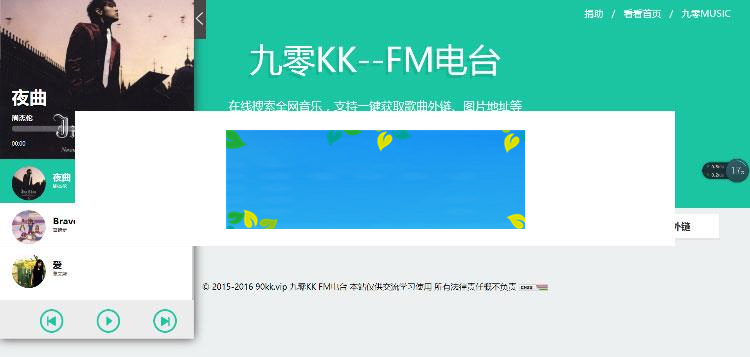 捐助 / 看看首页 / 九零MUSIC
九零KK--FM电台
在线搜索全网音乐，支持一键获取歌曲外链、图片地址等
夜曲
周杰伦
00:00
夜曲
周杰伦
Brave
爱
外链
17
© 2015-2016 90kk.vip 九零KK FM电台 本站仅供交流学习使用 所有法律责任概不负责